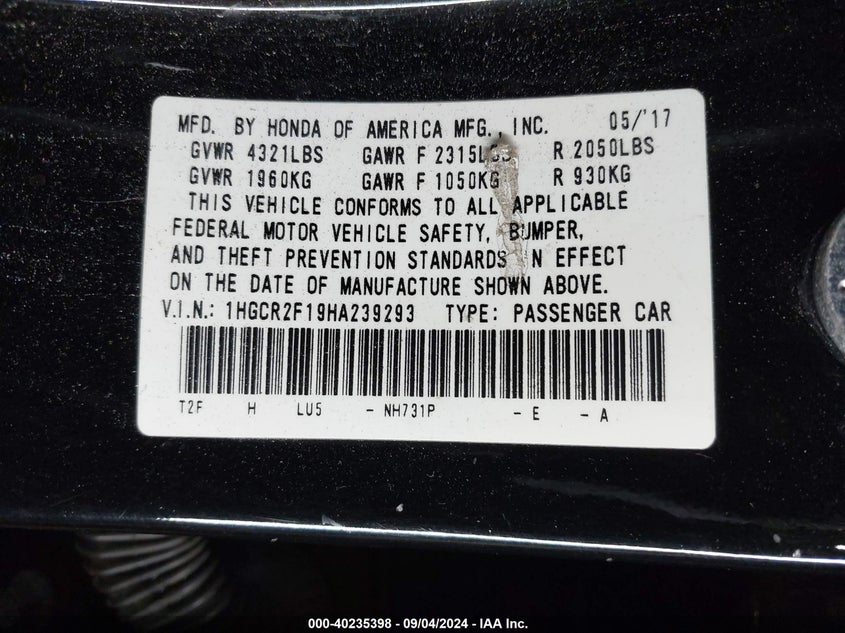 MFD. BY HONDA OF AMERICA MFG., INC. 05/'17
GVWR 4321LBS GAWR F 2315LBS R 2050LBS
GVWR 1960KG GAWR F 1050KG R 930KG
THIS VEHICLE CONFORMS TO ALL APPLICABLE
FEDERAL MOTOR VEHICLE SAFETY, BUMPER,
AND THEFT PREVENTION STANDARDS IN EFFECT
ON THE DATE OF MANUFACTURE SHOWN ABOVE.
V.I.N.: 1HGCR2F19HA239293 TYPE: PASSENGER CAR
T2F H LU5 - NH731P - E - A
000-40235398 - 09/04/2024 - IAA Inc.